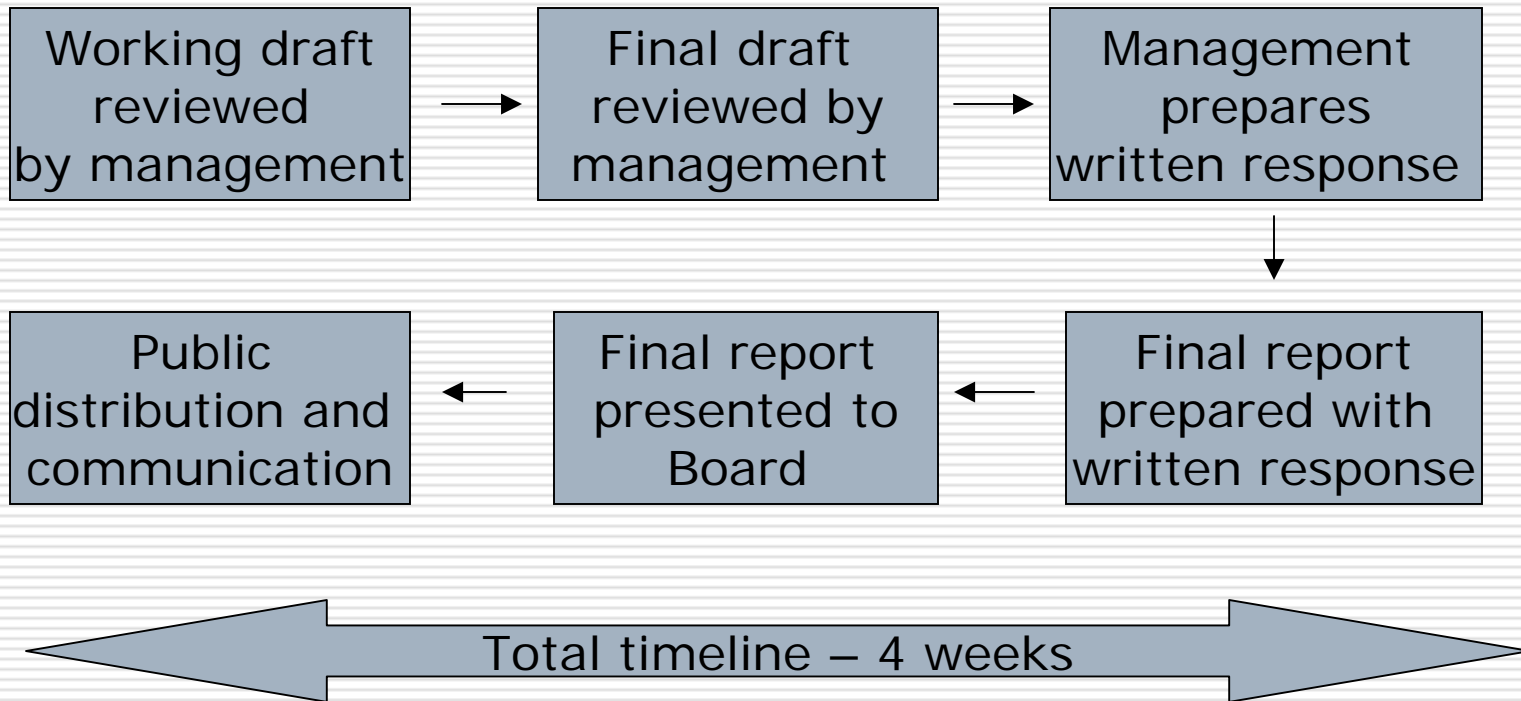 Working draft
reviewed
by management
Final draft
reviewed by
management
Management
prepares
written response
Final report
prepared with
written response
Final report
presented to
Board
Public
distribution and
communication
Total timeline – 4 weeks